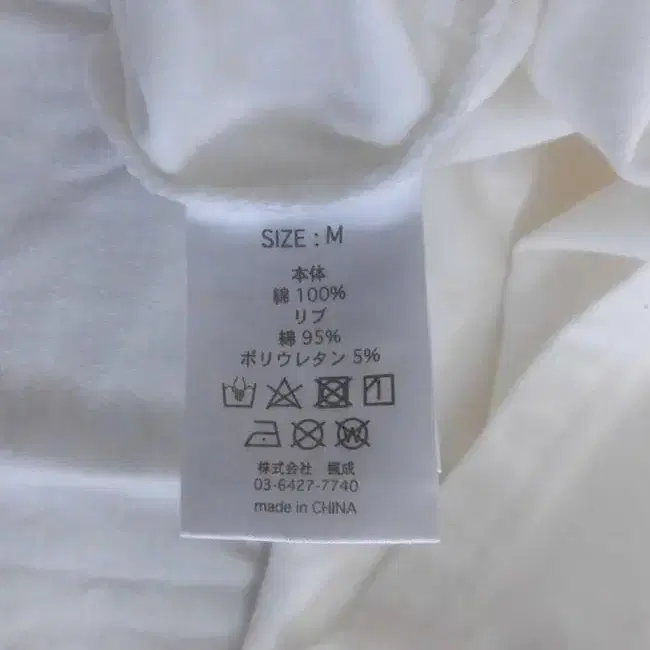 SIZE : M
本体
綿 100%
リブ
綿 95%
ポリウレタン 5%
株式会社 楓成
03-6427-7740
made in CHINA